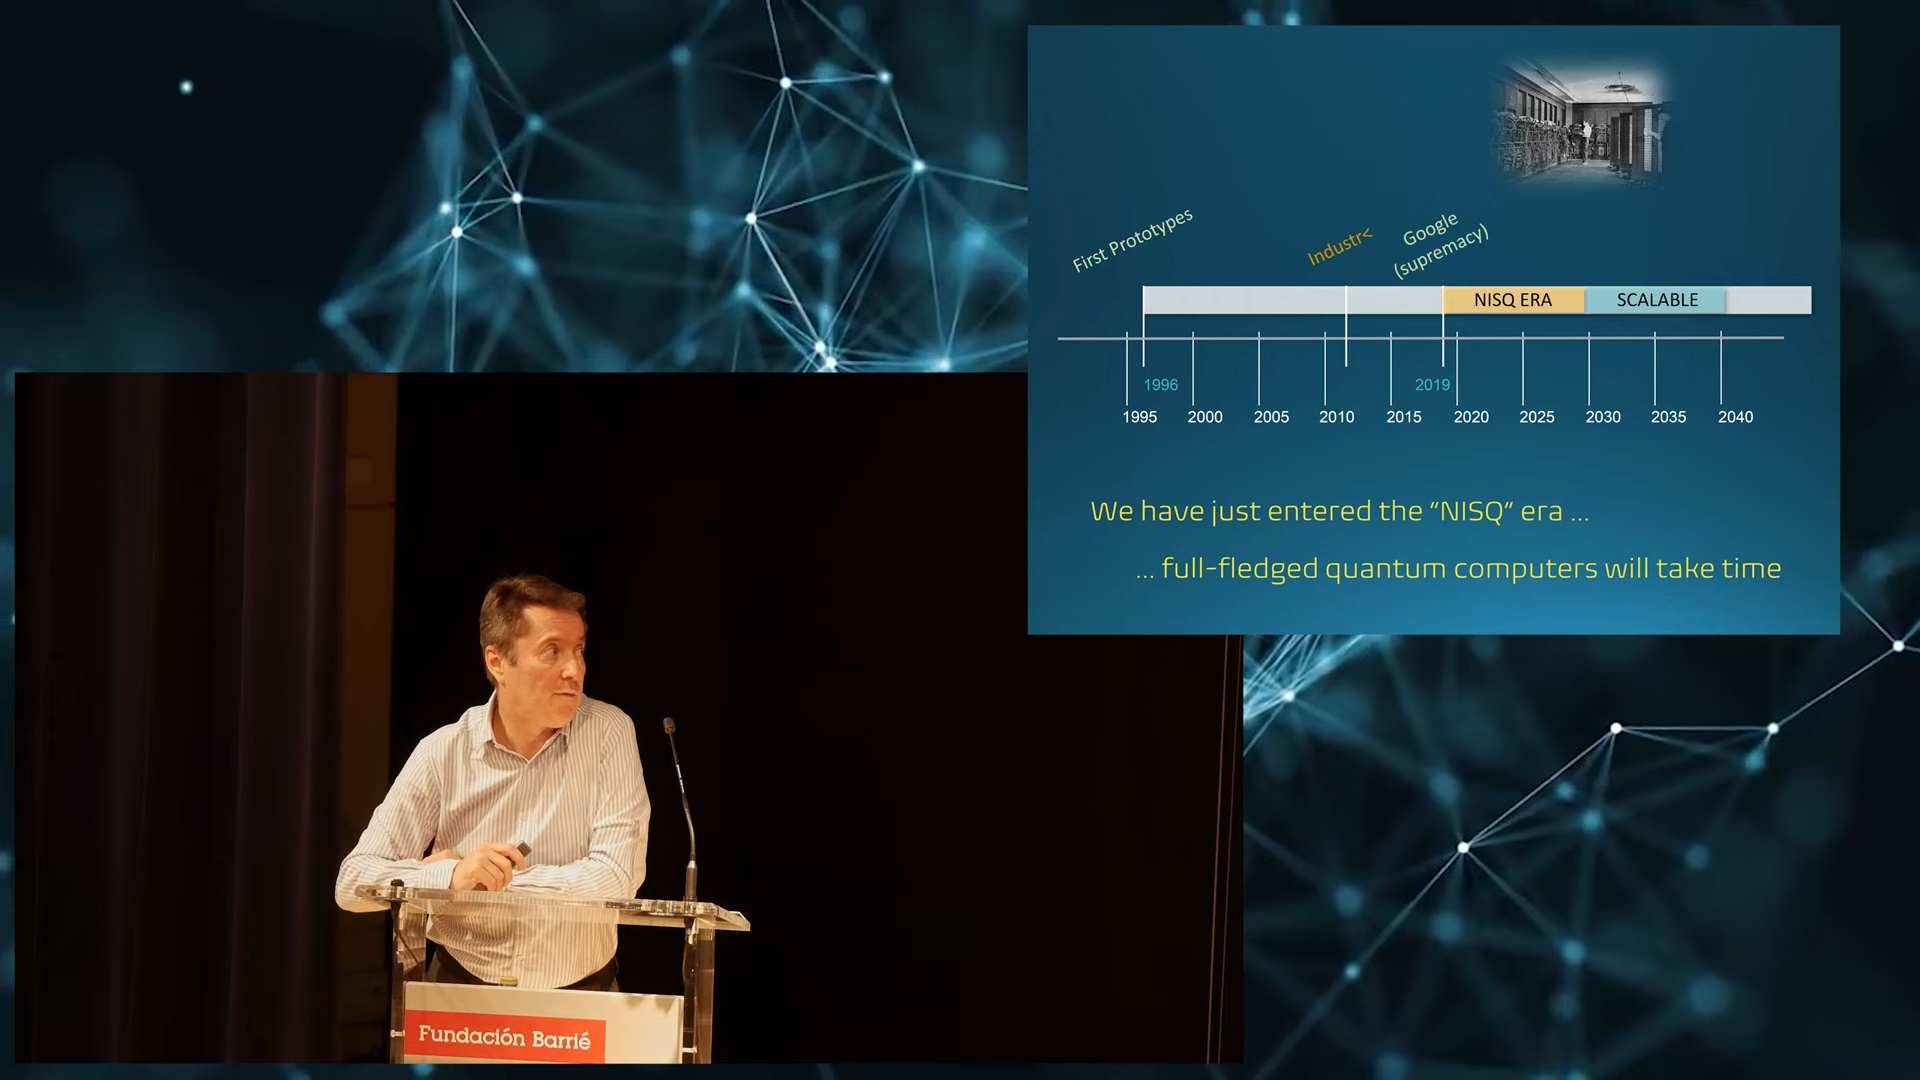 First Prototypes
Industr<
Google
(supremacy)
NISQ ERA
SCALABLE
1996
2019
1995
2000
2005
2010
2015
2020
2025
2030
2035
2040
We have just entered the “NISQ” era ...
... full-fledged quantum computers will take time
Fundación Barrié